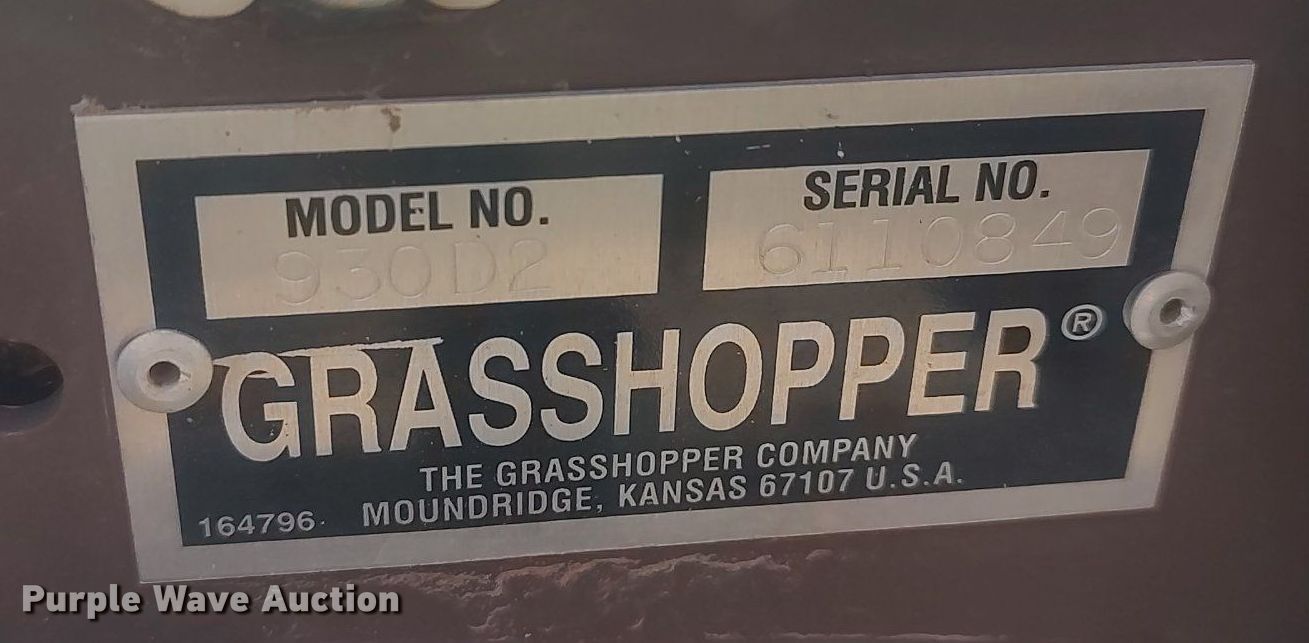 MODEL NO.
930D2
SERIAL NO.
6110849
GRASSHOPPER®
THE GRASSHOPPER COMPANY
MOUNDRIDGE, KANSAS 67107 U.S.A.
164796
Purple Wave Auction